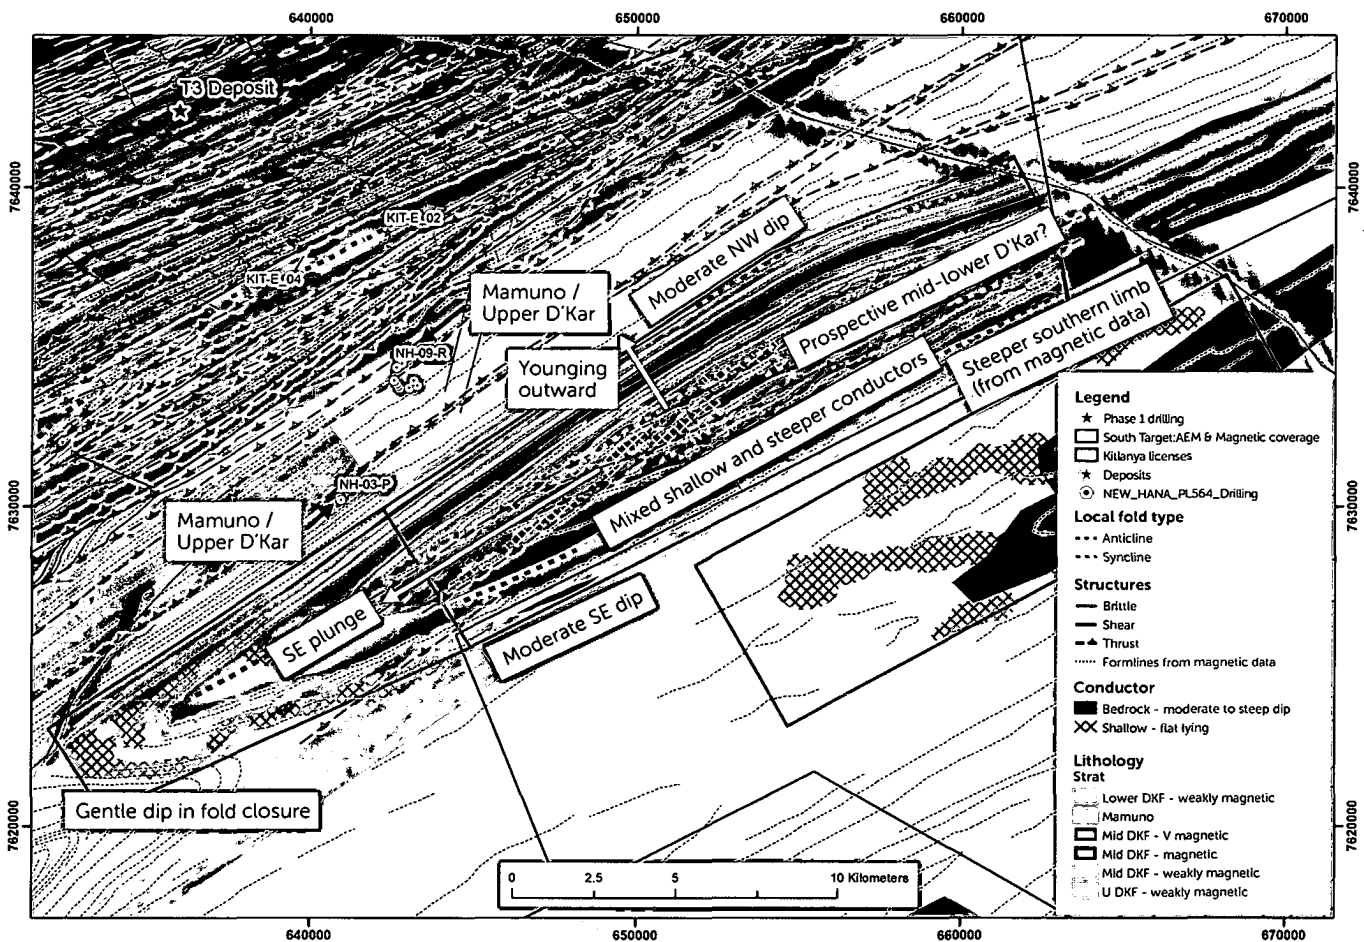 640000
650000
660000
670000
T3 Deposit
7640000
7640000
KIT-E-02
KIT-E-04
Moderate NW dip
Mamuno /
Upper D'Kar
Prospective mid-lower D'Kar?
Steeper southern limb
(from magnetic data)
NH-09-R
Younging
outward
Mixed shallow and steeper conductors
NH-03-P
7630000
7630000
Mamuno /
Upper D'Kar
SE plunge
Moderate SE dip
Gentle dip in fold closure
7620000
7620000
Legend
Phase 1 drilling
South Target:AEM & Magnetic coverage
Kitlanya licenses
Deposits
NEW_HANA_PL564_Drilling
Local fold type
Anticline
Syncline
Structures
Brittle
Shear
Thrust
Formlines from magnetic data
Conductor
Bedrock - moderate to steep dip
Shallow - flat lying
Lithology
Strat
Lower DKF - weakly magnetic
Mamuno
Mid DKF - V magnetic
Mid DKF - magnetic
Mid DKF - weakly magnetic
U DKF - weakly magnetic
0 2.5 5 10 Kilometers
640000
650000
660000
670000